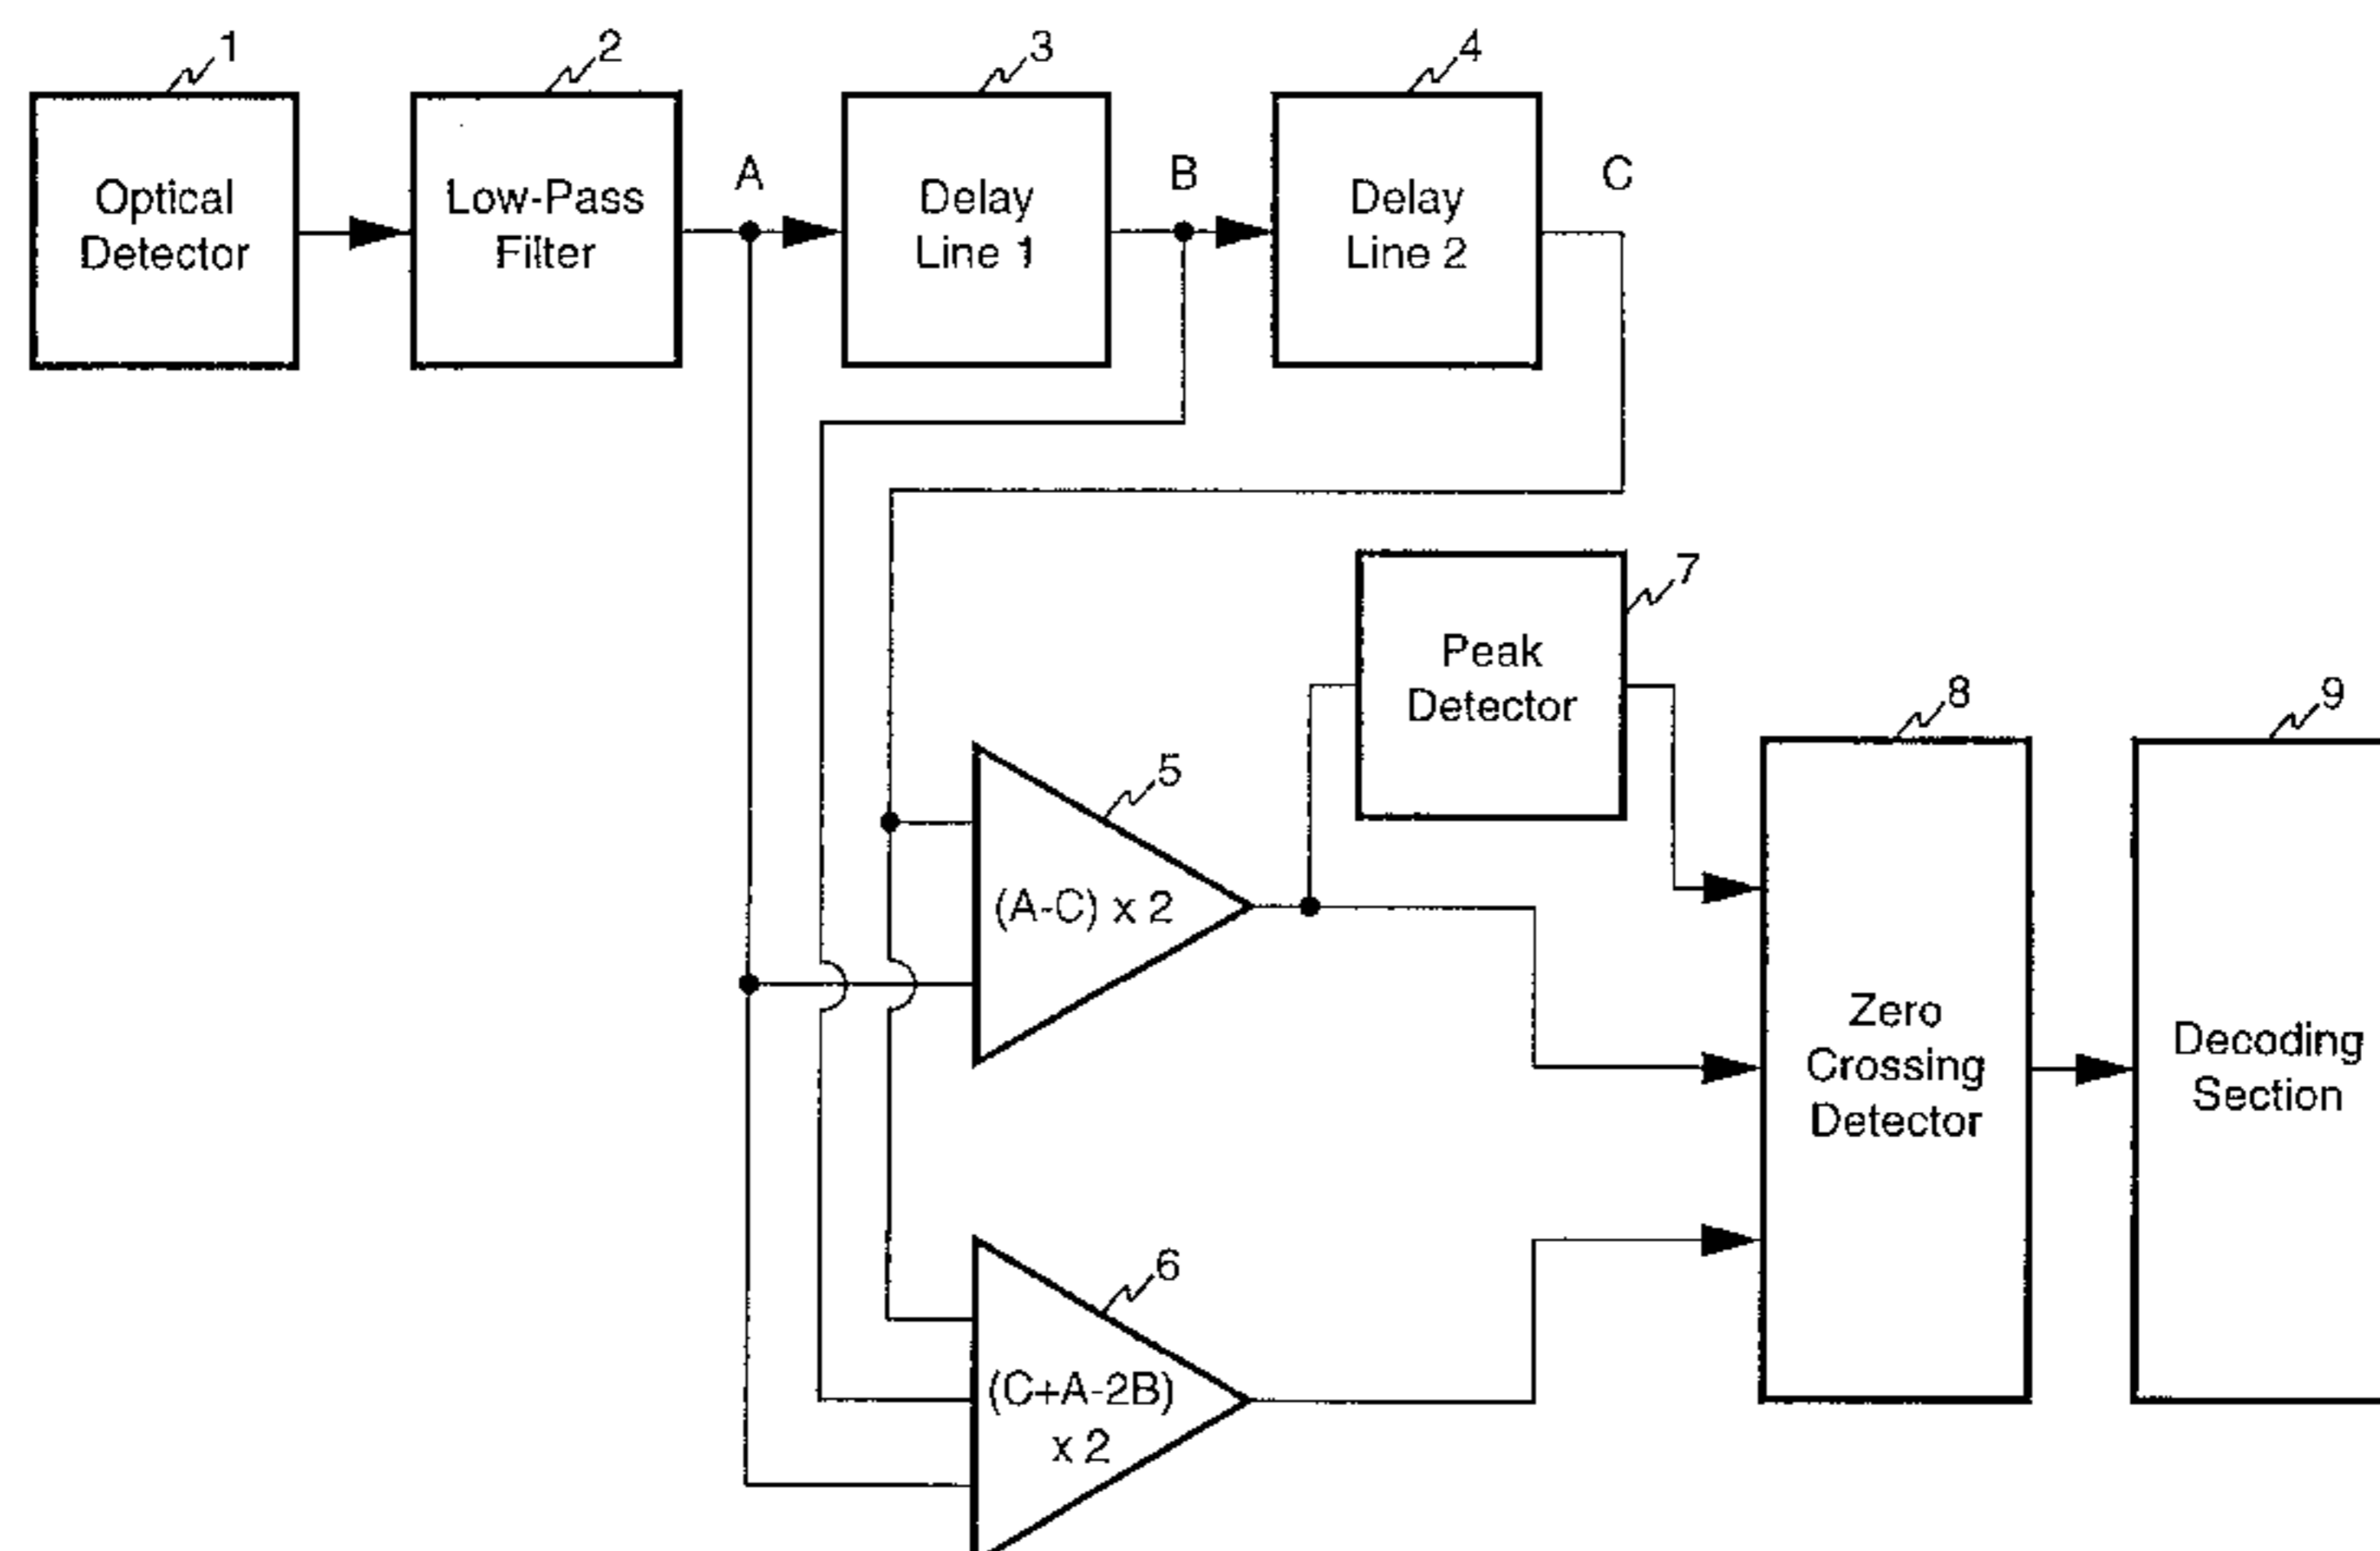 1
2
3
4
Optical
Detector
Low-Pass
Filter
A
Delay
Line 1
B
Delay
Line 2
C
7
Peak
Detector
5
(A-C) x 2
8
Zero
Crossing
Detector
9
Decoding
Section
6
(C+A-2B)
x 2